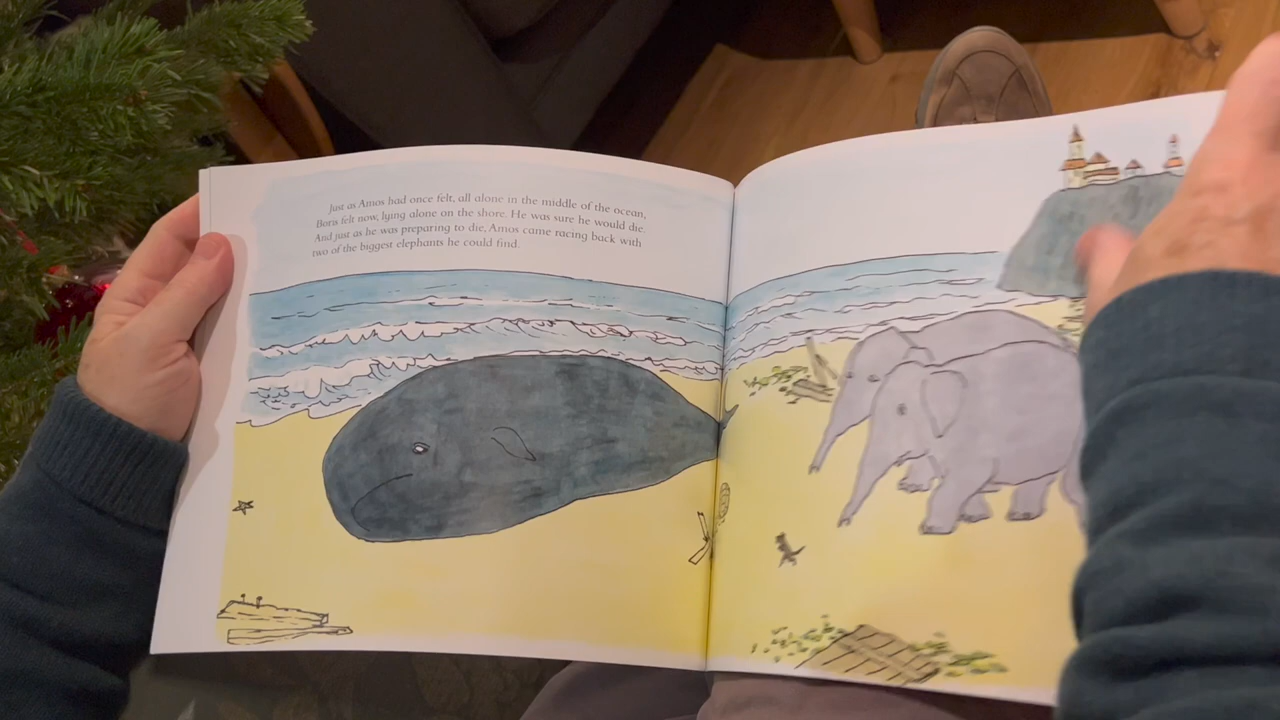 Just as Amos had once felt, all alone in the middle of the ocean,
Boris felt now, lying alone on the shore. He was sure he would die.
And just as he was preparing to die, Amos came racing back with
two of the biggest elephants he could find.